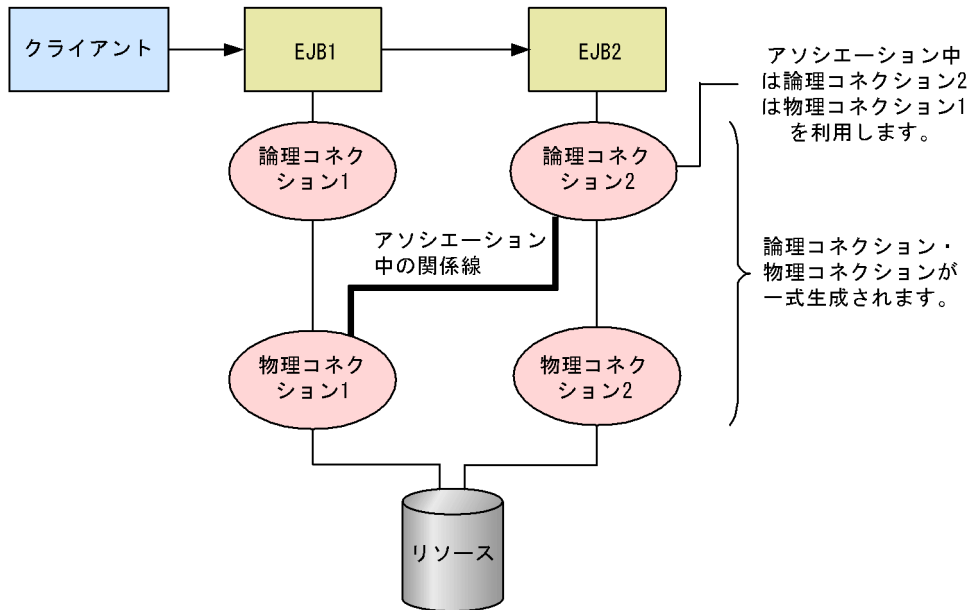 クライアント
EJB1
EJB2
アソシエーション中
は論理コネクション2
は物理コネクション1
を利用します。
論理コネク
ション1
論理コネク
ション2
アソシエーション
中の関係線
論理コネクション・
物理コネクションが
一式生成されます。
物理コネク
ション1
物理コネク
ション2
リソース